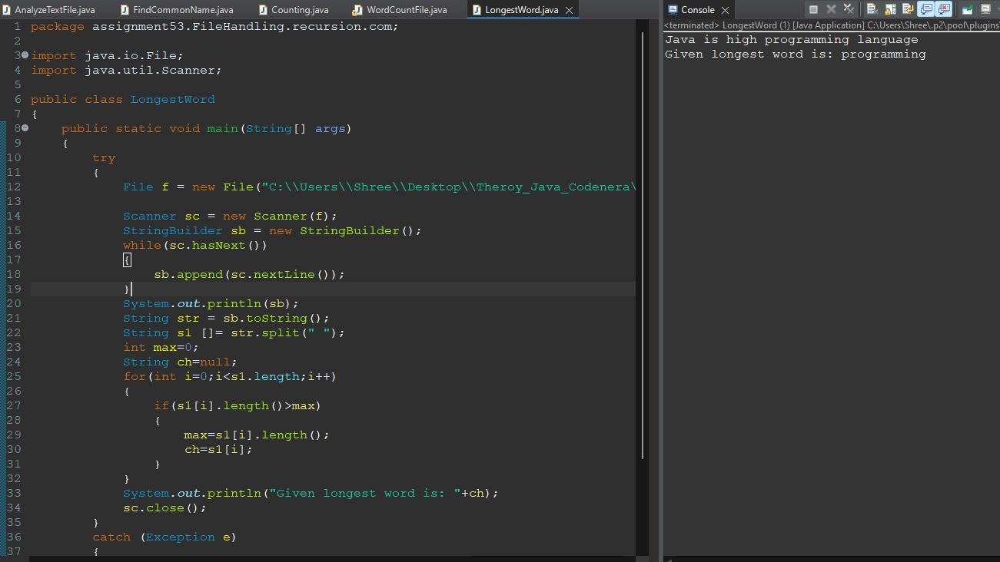 AnalyzeTextFile.java FindCommonName.java Counting.java WordCountFile.java LongestWord.java
1 package assignment53.FileHandling.recursion.com;
2
3 import java.io.File;
4 import java.util.Scanner;
5
6 public class LongestWord
7 {
8 public static void main(String[] args)
9 {
10 try
11 {
12 File f = new File("C:\\Users\\Shree\\Desktop\\Theroy_Java_Codenera\
13
14 Scanner sc = new Scanner(f);
15 StringBuilder sb = new StringBuilder();
16 while(sc.hasNext())
17 {
18 sb.append(sc.nextLine());
19 }
20 System.out.println(sb);
21 String str = sb.toString();
22 String s1 []= str.split(" ");
23 int max=0;
24 String ch=null;
25 for(int i=0;i<s1.length;i++)
26 {
27 if(s1[i].length()>max)
28 {
29 max=s1[i].length();
30 ch=s1[i];
31 }
32 }
33 System.out.println("Given longest word is: "+ch);
34 sc.close();
35 }
36 catch (Exception e)
37 {
Console
<terminated> LongestWord (1) [Java Application] C:\Users\Shree\.p2\pool\plugins
Java is high programming language
Given longest word is: programming